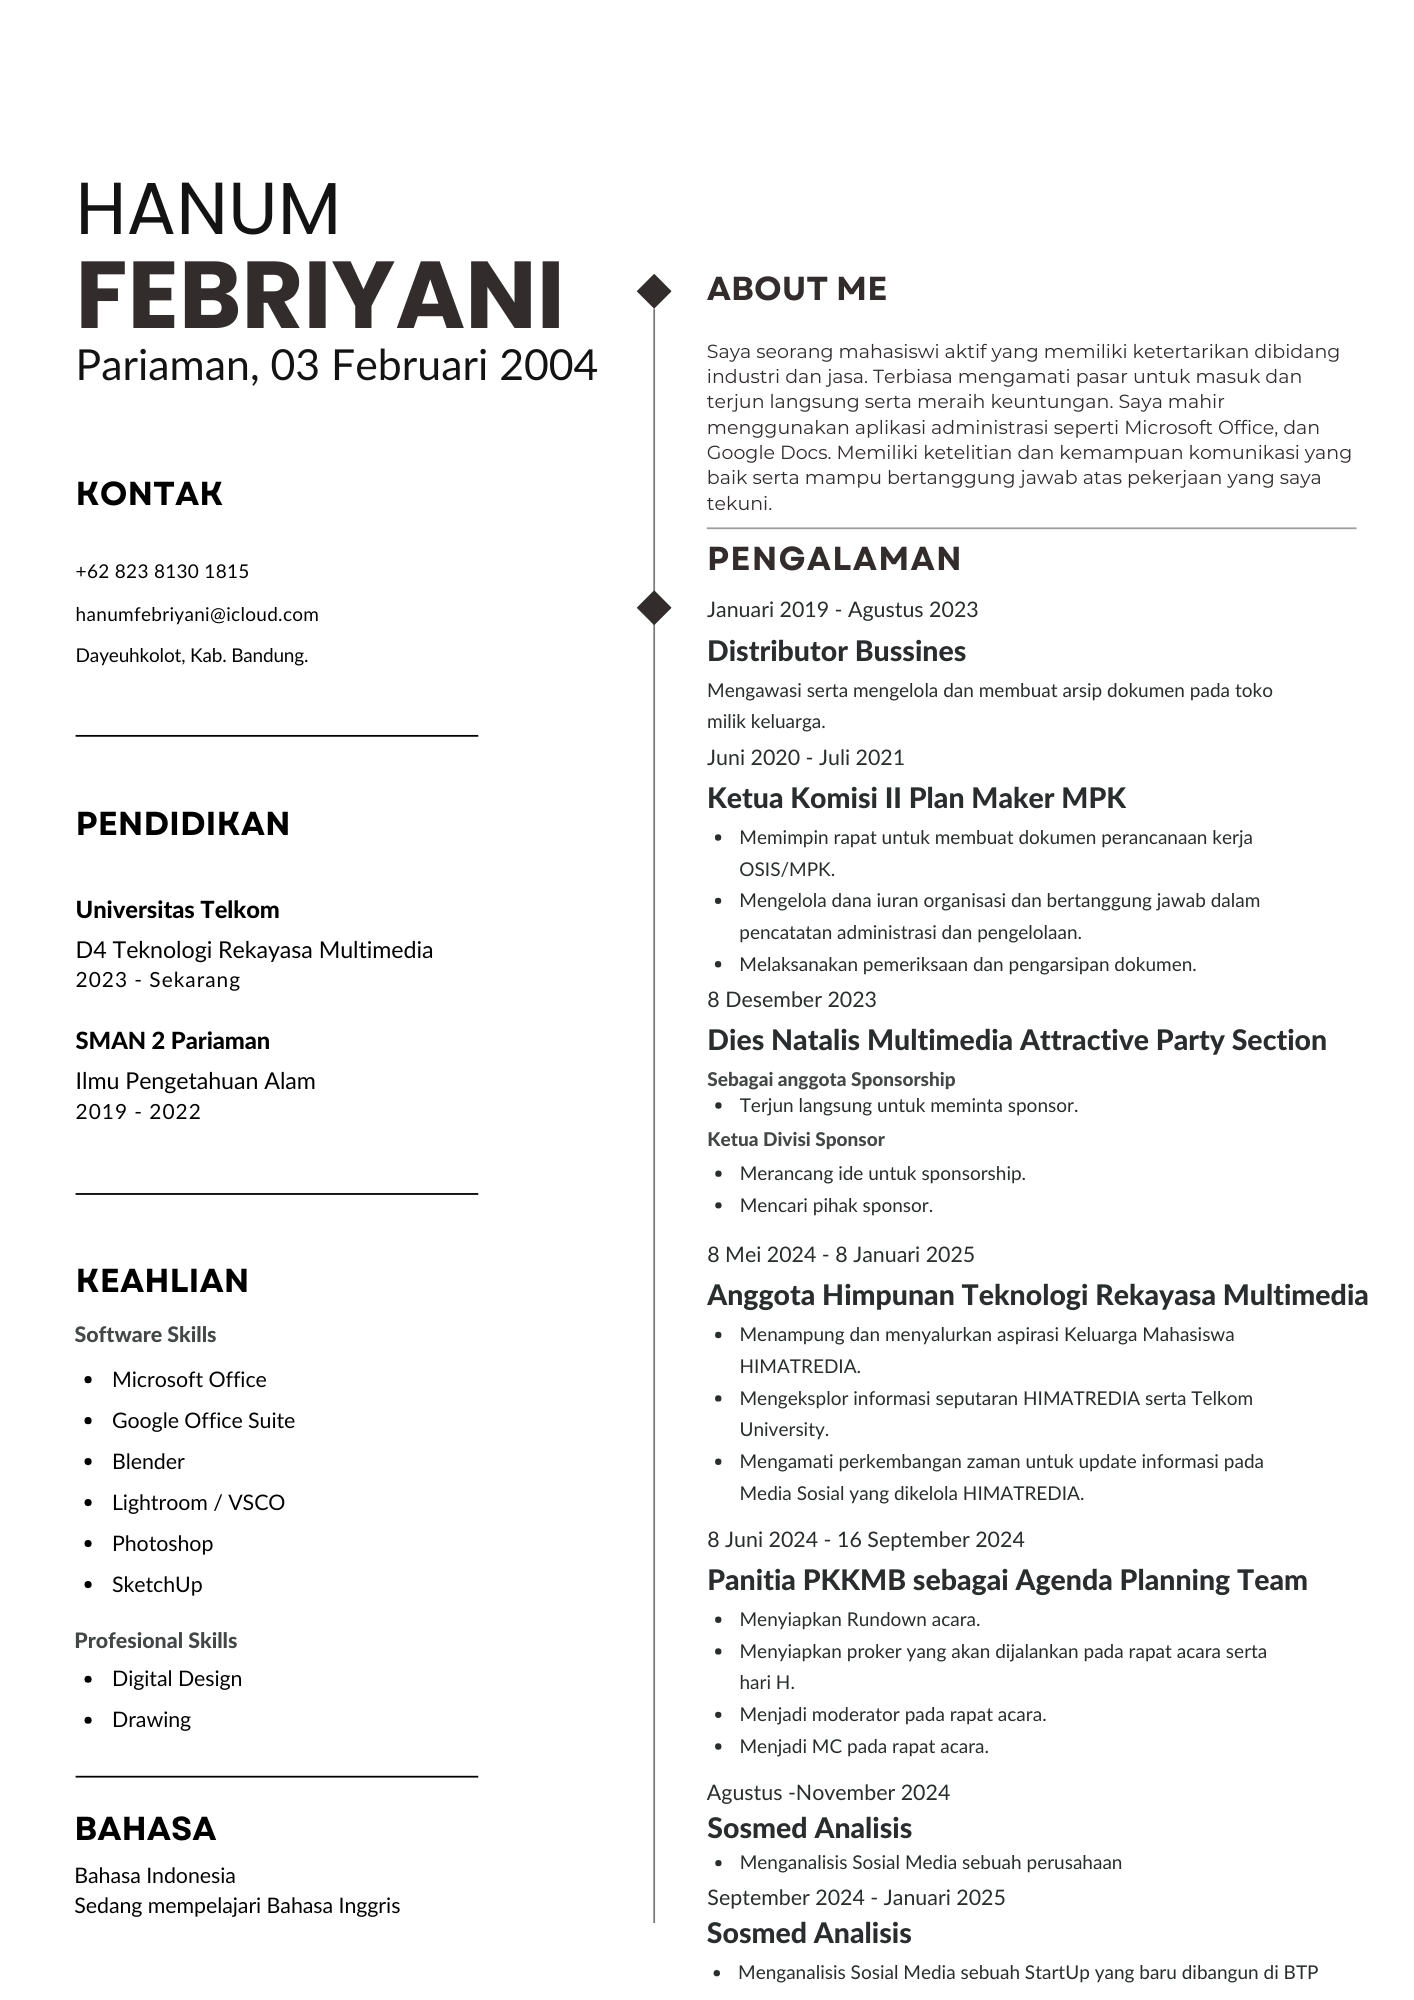 HANUM
FEBRIYANI
Pariaman, 03 Februari 2004
KONTAK
+62 823 8130 1815
hanumfebriyani@icloud.com
Dayeuhkolot, Kab. Bandung.
PENDIDIKAN
Universitas Telkom
D4 Teknologi Rekayasa Multimedia
2023 - Sekarang
SMAN 2 Pariaman
Ilmu Pengetahuan Alam
2019 - 2022
KEAHLIAN
Software Skills
• Microsoft Office
• Google Office Suite
• Blender
• Lightroom / VSCO
• Photoshop
• SketchUp
Profesional Skills
• Digital Design
• Drawing
BAHASA
Bahasa Indonesia
Sedang mempelajari Bahasa Inggris
ABOUT ME
Saya seorang mahasiswi aktif yang memiliki ketertarikan dibidang
industri dan jasa. Terbiasa mengamati pasar untuk masuk dan
terjun langsung serta meraih keuntungan. Saya mahir
menggunakan aplikasi administrasi seperti Microsoft Office, dan
Google Docs. Memiliki ketelitian dan kemampuan komunikasi yang
baik serta mampu bertanggung jawab atas pekerjaan yang saya
tekuni.
PENGALAMAN
Januari 2019 - Agustus 2023
Distributor Bussines
Mengawasi serta mengelola dan membuat arsip dokumen pada toko
milik keluarga.
Juni 2020 - Juli 2021
Ketua Komisi II Plan Maker MPK
• Memimpin rapat untuk membuat dokumen perancanaan kerja
OSIS/MPK.
• Mengelola dana iuran organisasi dan bertanggung jawab dalam
pencatatan administrasi dan pengelolaan.
• Melaksanakan pemeriksaan dan pengarsipan dokumen.
8 Desember 2023
Dies Natalis Multimedia Attractive Party Section
Sebagai anggota Sponsorship
• Terjun langsung untuk meminta sponsor.
Ketua Divisi Sponsor
• Merancang ide untuk sponsorship.
• Mencari pihak sponsor.
8 Mei 2024 - 8 Januari 2025
Anggota Himpunan Teknologi Rekayasa Multimedia
• Menampung dan menyalurkan aspirasi Keluarga Mahasiswa
HIMATREDIA.
• Mengeksplor informasi seputaran HIMATREDIA serta Telkom
University.
• Mengamati perkembangan zaman untuk update informasi pada
Media Sosial yang dikelola HIMATREDIA.
8 Juni 2024 - 16 September 2024
Panitia PKKMB sebagai Agenda Planning Team
• Menyiapkan Rundown acara.
• Menyiapkan proker yang akan dijalankan pada rapat acara serta
hari H.
• Menjadi moderator pada rapat acara.
• Menjadi MC pada rapat acara.
Agustus -November 2024
Sosmed Analisis
• Menganalisis Sosial Media sebuah perusahaan
September 2024 - Januari 2025
Sosmed Analisis
• Menganalisis Sosial Media sebuah StartUp yang baru dibangun di BTP